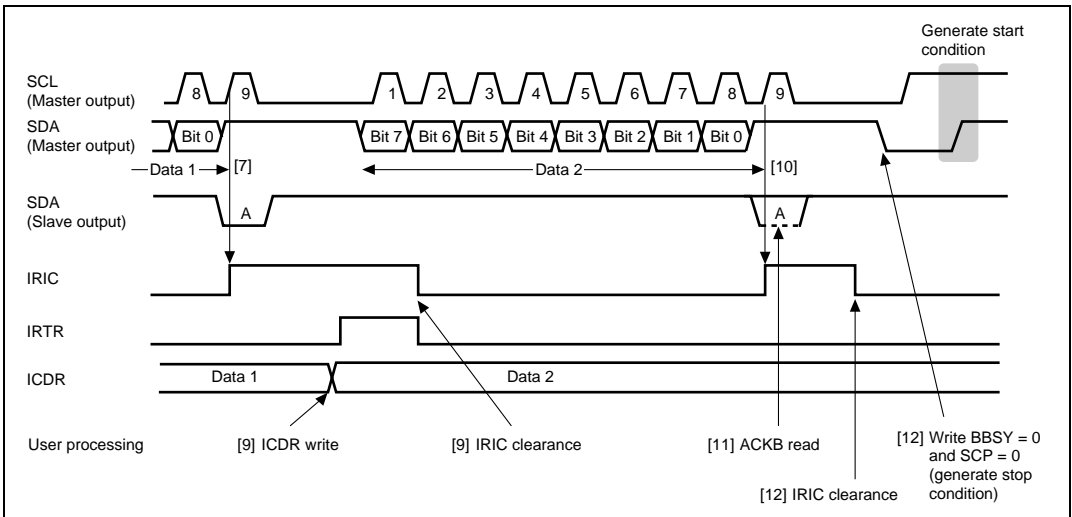 Generate start
condition
SCL
(Master output)
8 9 1 2 3 4 5 6 7 8 9
SDA
(Master output)
Bit 0 Bit 7 Bit 6 Bit 5 Bit 4 Bit 3 Bit 2 Bit 1 Bit 0
Data 1 [7] Data 2 [10]
SDA
(Slave output)
A A
IRIC
IRTR
ICDR Data 1 Data 2
User processing [9] ICDR write [9] IRIC clearance [11] ACKB read
[12] Write BBSY = 0
and SCP = 0
(generate stop
condition)
[12] IRIC clearance